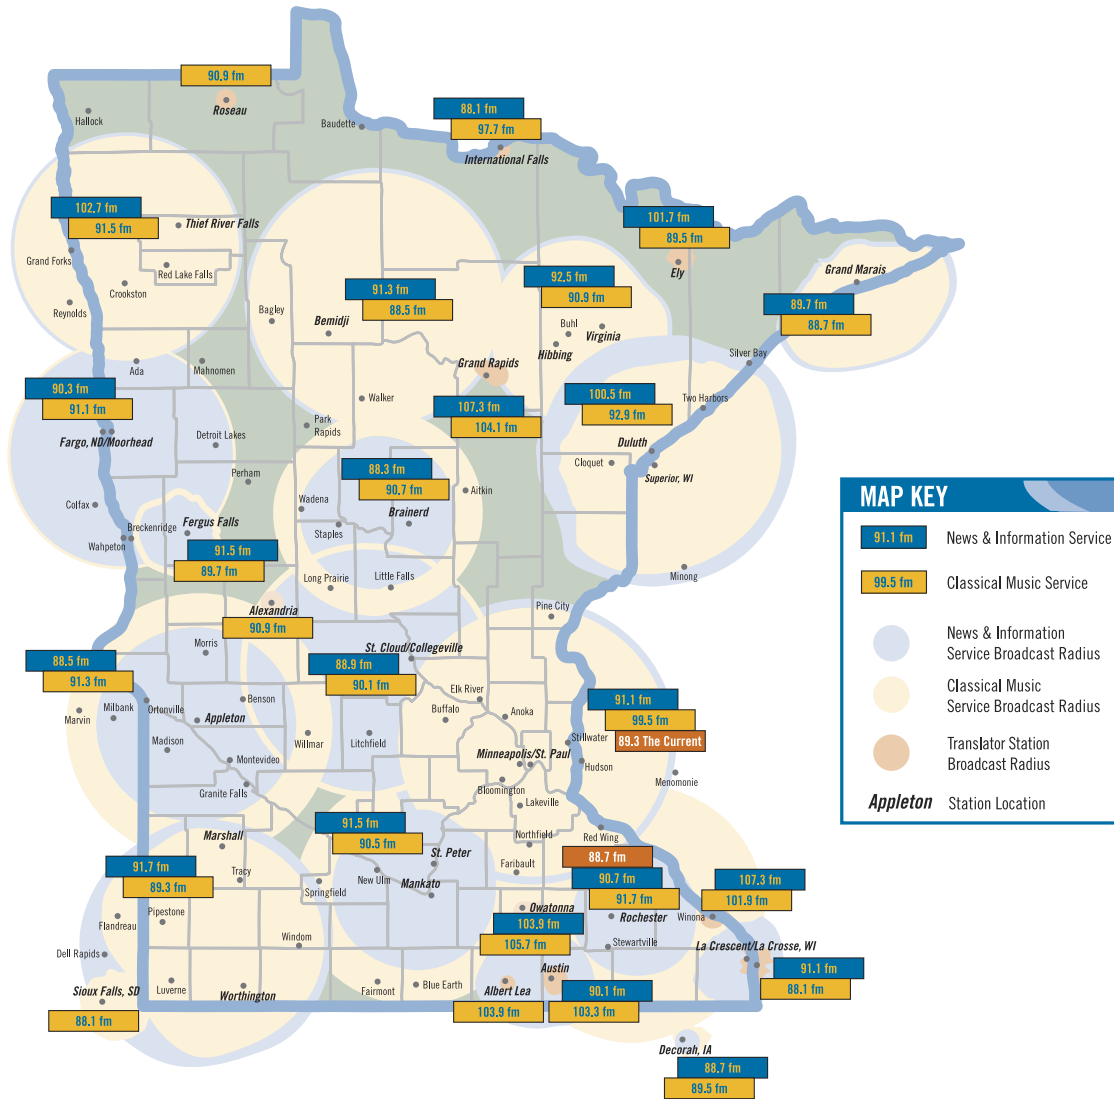 90.9 fm
Roseau
Hallock
Baudette
88.1 fm
97.7 fm
International Falls
102.7 fm
91.5 fm
Thief River Falls
Grand Forks
Red Lake Falls
Crookston
Reynolds
101.7 fm
89.5 fm
Ely
Grand Marais
89.7 fm
88.7 fm
91.3 fm
88.5 fm
Bagley
Bemidji
92.5 fm
90.9 fm
Buhl
Virginia
Hibbing
Silver Bay
Ada
Mahnomen
Grand Rapids
90.3 fm
91.1 fm
Fargo, ND/Moorhead
Walker
107.3 fm
104.1 fm
100.5 fm
92.9 fm
Two Harbors
Detroit Lakes
Park
Rapids
Duluth
Cloquet
Superior, WI
Perham
88.3 fm
90.7 fm
Aitkin
Colfax
Wadena
Brainerd
Breckenridge
Fergus Falls
Wahpeton
Staples
91.5 fm
89.7 fm
Long Prairie
Little Falls
Minong
Alexandria
90.9 fm
Pine City
Morris
St. Cloud/Collegeville
88.5 fm
91.3 fm
88.9 fm
90.1 fm
Marvin
Milbank
Ortonville
Benson
Appleton
Elk River
Buffalo
Anoka
91.1 fm
99.5 fm
89.3 The Current
Madison
Willmar
Litchfield
Stillwater
Montevideo
Minneapolis/St. Paul
Hudson
Menomonie
Granite Falls
Bloomington
Lakeville
91.5 fm
90.5 fm
Marshall
St. Peter
Northfield
Red Wing
91.7 fm
89.3 fm
Tracy
Springfield
New Ulm
Mankato
Faribault
88.7 fm
90.7 fm
91.7 fm
107.3 fm
101.9 fm
Flandreau
Pipestone
Owatonna
103.9 fm
105.7 fm
Rochester
Winona
Dell Rapids
Windom
Stewartville
La Crescent/La Crosse, WI
91.1 fm
88.1 fm
Sioux Falls, SD
88.1 fm
Luverne
Worthington
Fairmont
Blue Earth
Albert Lea
103.9 fm
Austin
90.1 fm
103.3 fm
Decorah, IA
88.7 fm
89.5 fm
MAP KEY
91.1 fm
News & Information Service
99.5 fm
Classical Music Service
News & Information
Service Broadcast Radius
Classical Music
Service Broadcast Radius
Translator Station
Broadcast Radius
Appleton
Station Location